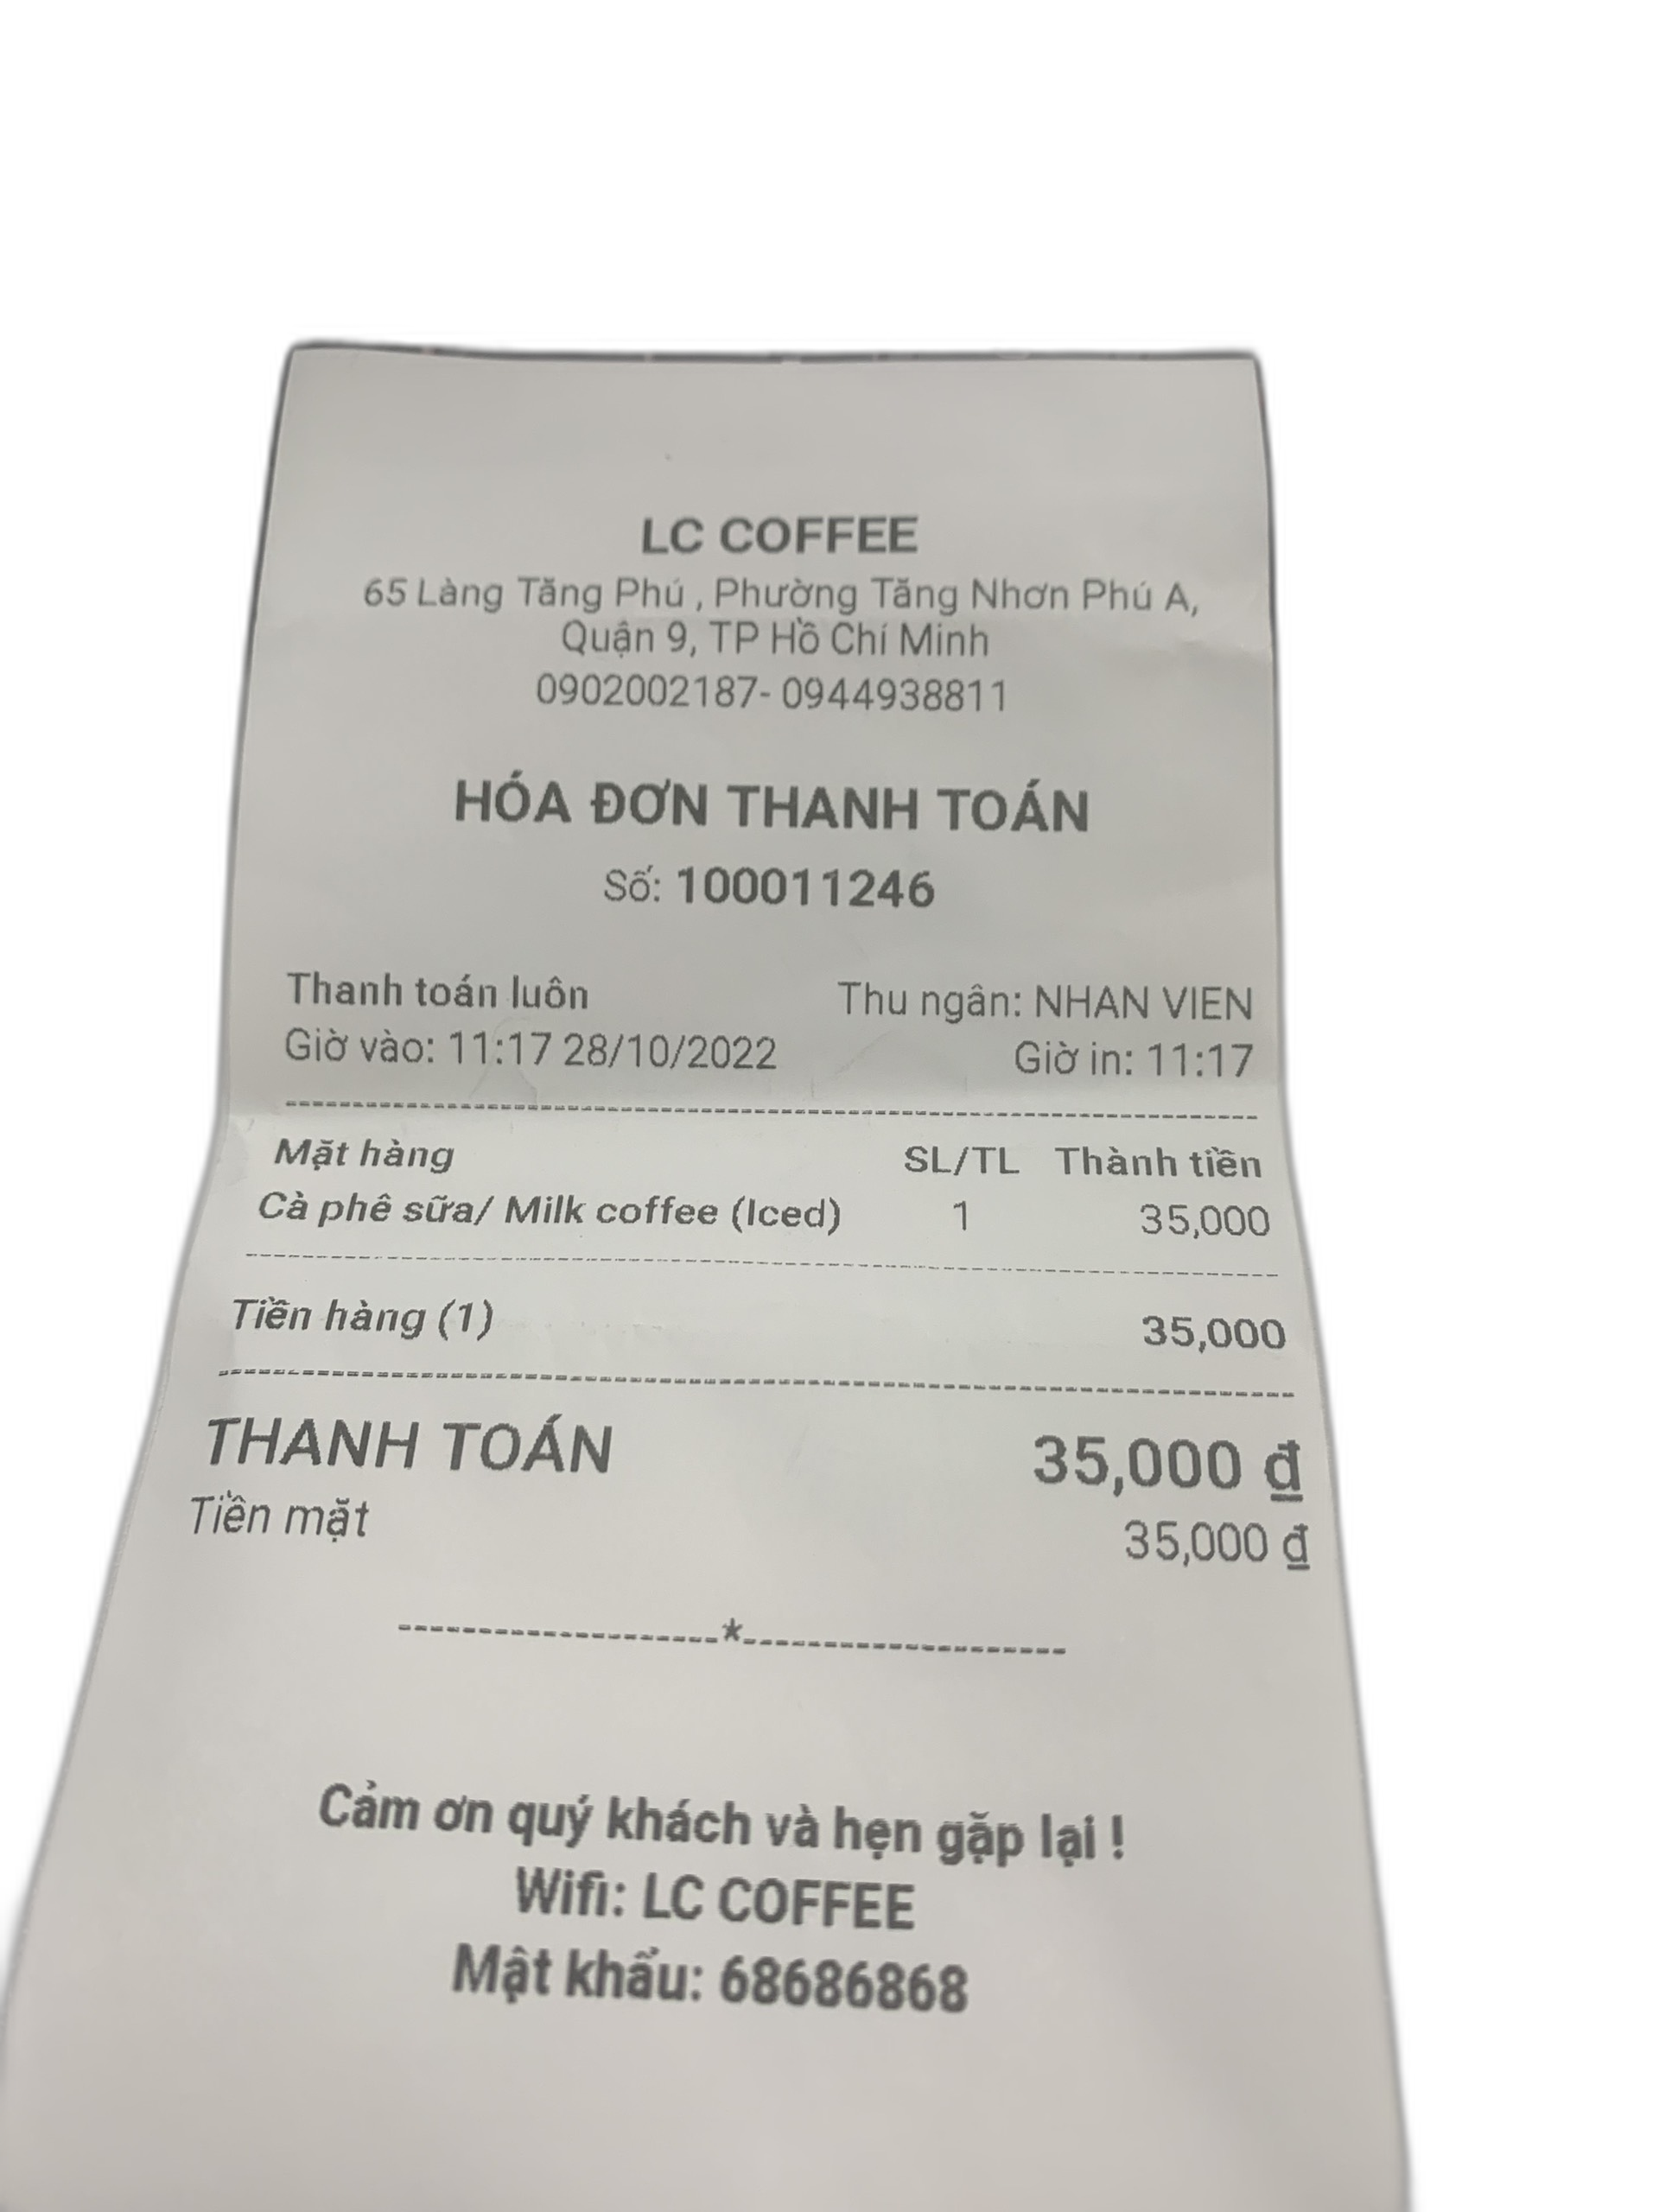 LC COFFEE
65 Làng Tăng Phú , Phường Tăng Nhơn Phú A,
Quận 9, TP Hồ Chí Minh
0902002187- 0944938811
HÓA ĐƠN THANH TOÁN
Số: 100011246
Thanh toán luôn Thu ngân: NHAN VIEN
Giờ vào: 11:17 28/10/2022 Giờ in: 11:17
Mặt hàng SL/TL Thành tiền
Cà phê sữa/ Milk coffee (Iced) 1 35,000
Tiền hàng (1) 35,000
THANH TOÁN 35,000 ₫
Tiền mặt 35,000 ₫
--------------------*--------------------
Cảm ơn quý khách và hẹn gặp lại !
Wifi: LC COFFEE
Mật khẩu: 68686868